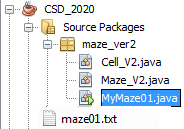 CSD_2020
Source Packages
maze_ver2
Cell_V2.java
Maze_V2.java
MyMaze01.java
maze01.txt